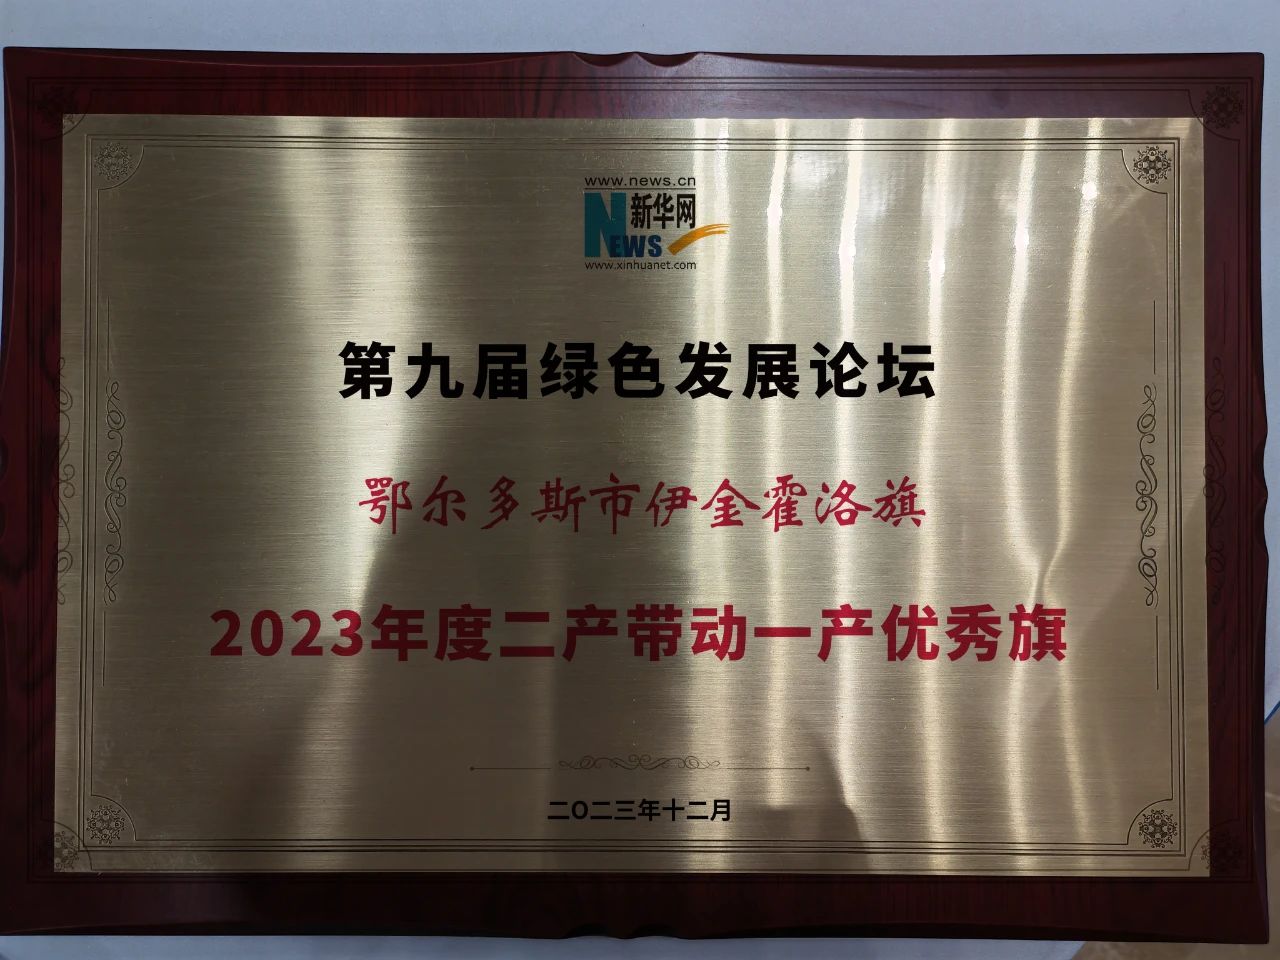 www.news.cn
新华网
NEWS
www.xinhuanet.com
第九届绿色发展论坛
鄂尔多斯市伊金霍洛旗
2023年度二产带动一产优秀旗
二〇二三年十二月